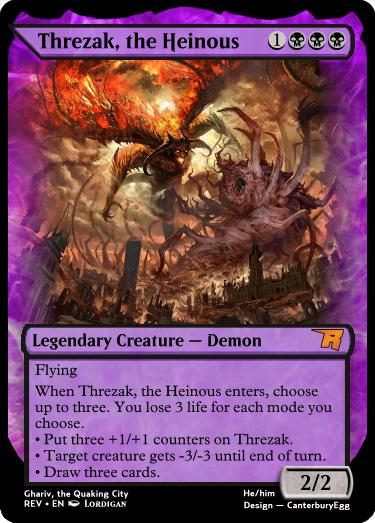 Threzak, the Heinous 1
Legendary Creature — Demon
Flying
When Threzak, the Heinous enters, choose
up to three. You lose 3 life for each mode you
choose.
• Put three +1/+1 counters on Threzak.
• Target creature gets -3/-3 until end of turn.
• Draw three cards.
2/2
Ghariv, the Quaking City He/him
REV • EN Lordigan Design — CanterburyEgg